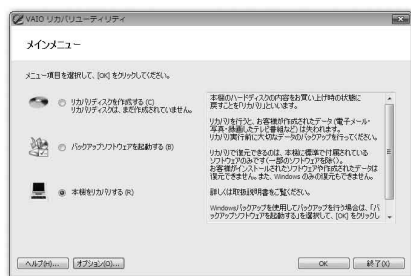 VAIO リカバリユーティリティ
メインメニュー
メニュー項目を選択して、[OK] をクリックしてください。
リカバリディスクを作成する (C)
リカバリディスクは、まだ作成されていません。
バックアップソフトウェアを起動する (B)
本機をリカバリする (R)
本機のハードディスクの内容をお買い上げ時の状態に
戻すことをリカバリといいます。
リカバリを行うと、お客様が作成されたデータ (電子メール・
写真・録画したテレビ番組など) は失われます。
リカバリ実行前に大切なデータのバックアップを行ってください。
リカバリで復元できるのは、本機に標準で付属されている
ソフトウェアのみです (一部のソフトウェアを除く)。
お客様がインストールされたソフトウェアや作成されたデータは
復元できません。また、Windows のみの復元もできません。
詳しくは取扱説明書をご覧ください。
Windowsバックアップを使用してバックアップを行う場合は、「バ
ックアップソフトウェアを起動する」を選択して、[OK] をクリックし
ヘルプ(H)...
オプション(O)...
OK
終了(X)